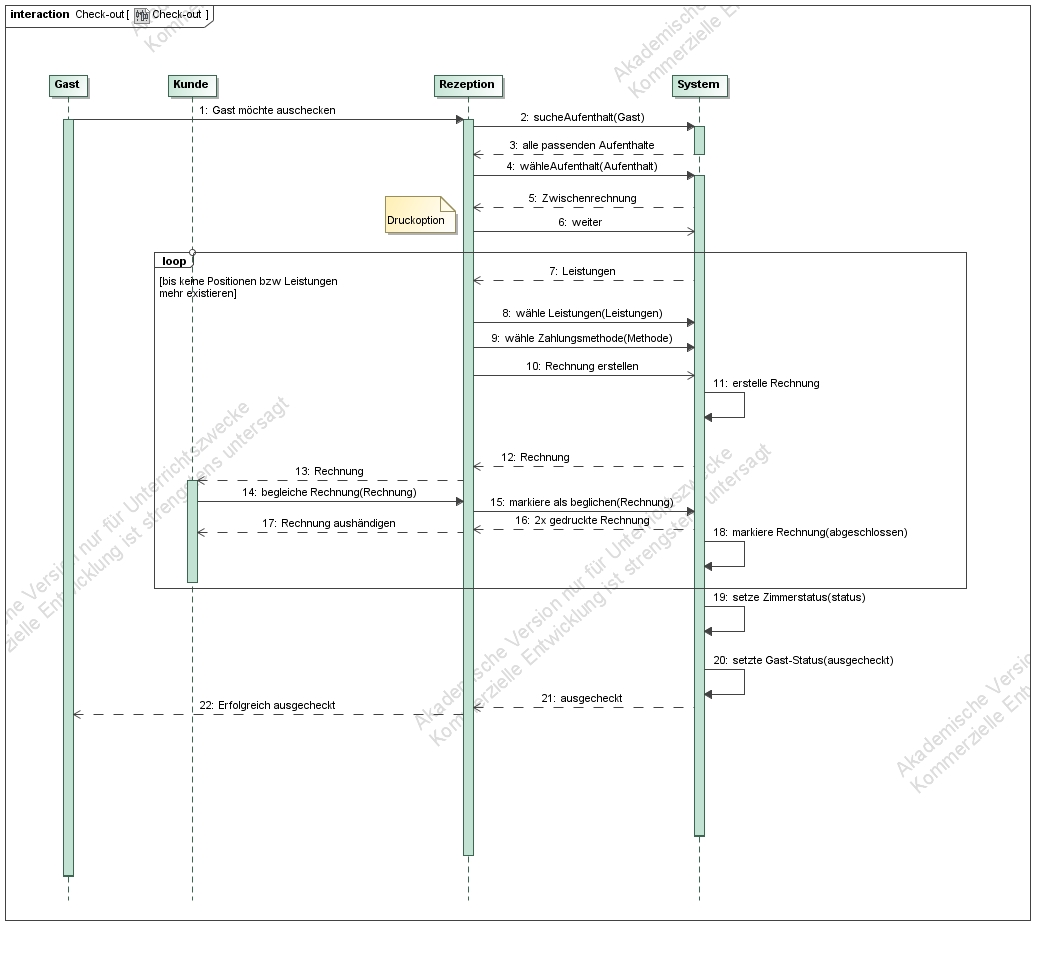 interaction Check-out[ Check-out ]
Gast
Kunde
Rezeption
System
1: Gast möchte auschecken
2: sucheAufenthalt(Gast)
3: alle passenden Aufenthalte
4: wähleAufenthalt(Aufenthalt)
5: Zwischenrechnung
Druckoption
6: weiter
loop
[bis keine Positionen bzw Leistungen
mehr existieren]
7: Leistungen
8: wähle Leistungen(Leistungen)
9: wähle Zahlungsmethode(Methode)
10: Rechnung erstellen
11: erstelle Rechnung
12: Rechnung
13: Rechnung
14: begleiche Rechnung(Rechnung)
15: markiere als beglichen(Rechnung)
16: 2x gedruckte Rechnung
17: Rechnung aushändigen
18: markiere Rechnung(abgeschlossen)
19: setze Zimmerstatus(status)
20: setzte Gast-Status(ausgecheckt)
21: ausgecheckt
22: Erfolgreich ausgecheckt
Akademische Version nur für Unterrichtszwecke
Kommerzielle Entwicklung ist strengstens untersagt